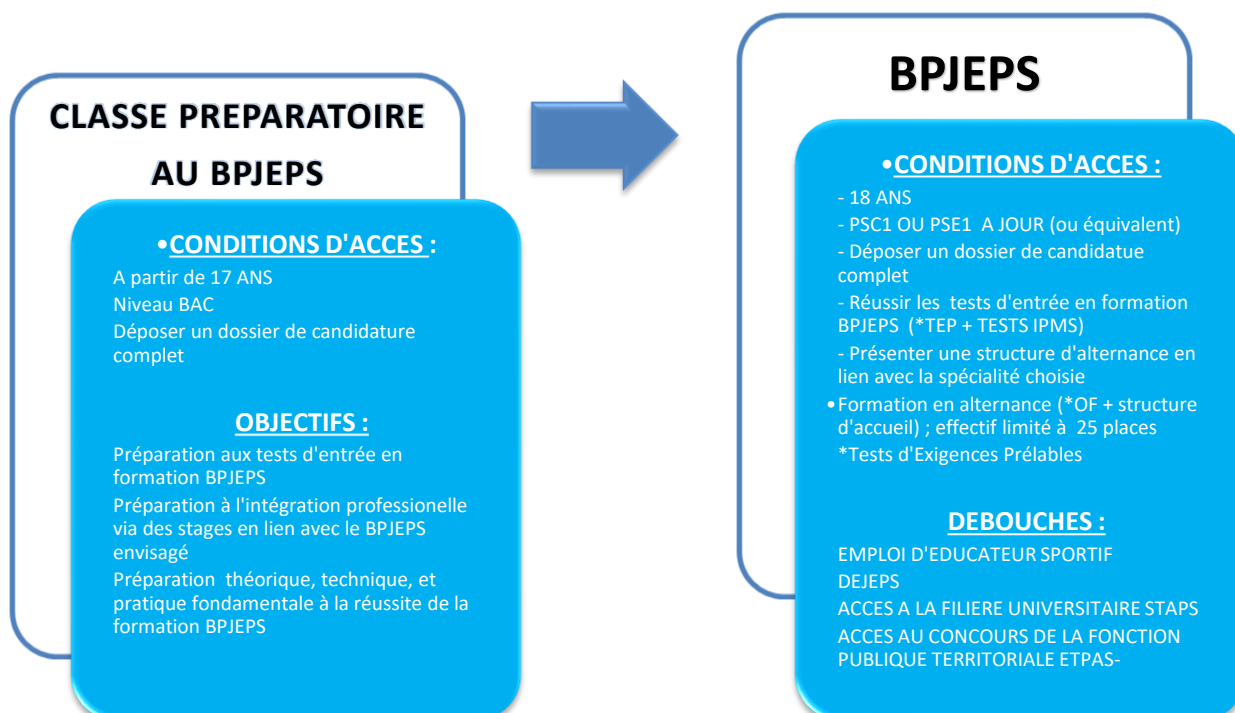 CLASSE PREPARATOIRE
AU BPJEPS
•CONDITIONS D'ACCES :
A partir de 17 ANS
Niveau BAC
Déposer un dossier de candidature
complet
OBJECTIFS :
Préparation aux tests d'entrée en
formation BPJEPS
Préparation à l'intégration professionelle
via des stages en lien avec le BPJEPS
envisagé
Préparation théorique, technique, et
pratique fondamentale à la réussite de la
formation BPJEPS
BPJEPS
•CONDITIONS D'ACCES :
- 18 ANS
- PSC1 OU PSE1 A JOUR (ou équivalent)
- Déposer un dossier de candidatue
complet
- Réussir les tests d'entrée en formation
BPJEPS (*TEP + TESTS IPMS)
- Présenter une structure d'alternance en
lien avec la spécialité choisie
•Formation en alternance (*OF + structure
d'accueil) ; effectif limité à 25 places
*Tests d'Exigences Prélables
DEBOUCHES :
EMPLOI D'EDUCATEUR SPORTIF
DEJEPS
ACCES A LA FILIERE UNIVERSITAIRE STAPS
ACCES AU CONCOURS DE LA FONCTION
PUBLIQUE TERRITORIALE ETPAS-